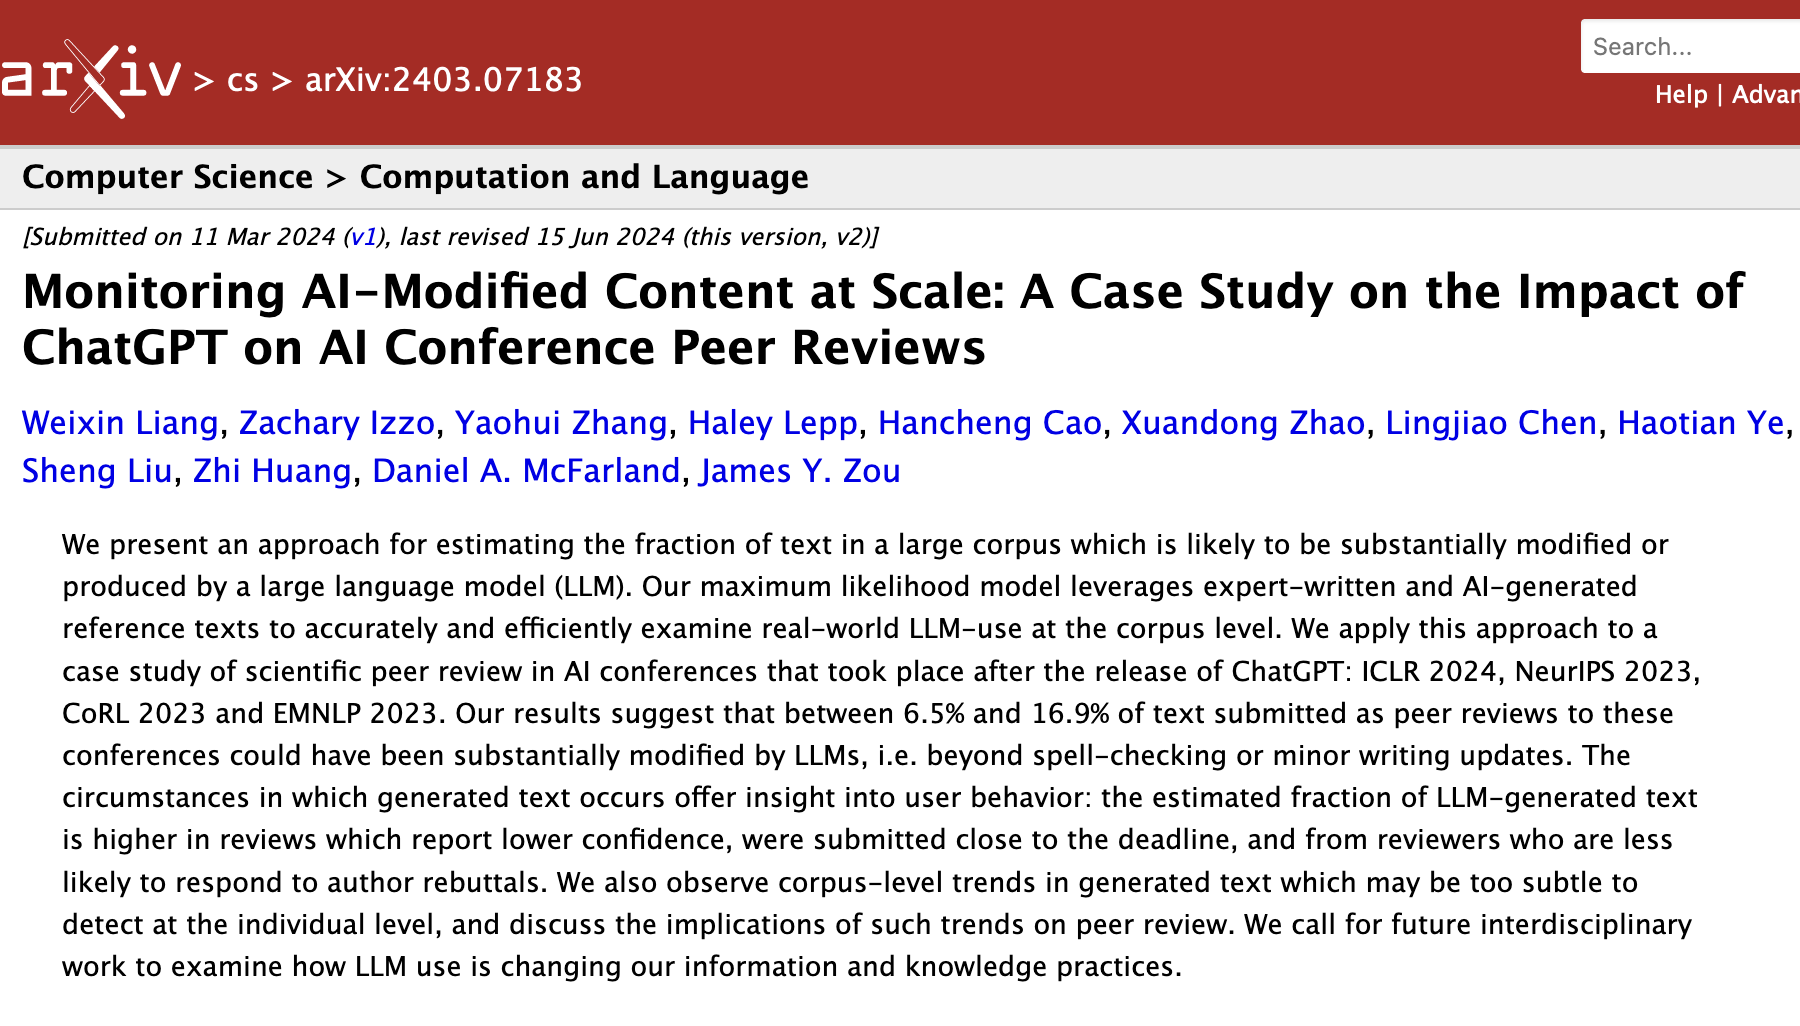 arXiv > cs > arXiv:2403.07183
Search...
Help | Advan
Computer Science > Computation and Language
[Submitted on 11 Mar 2024 (v1), last revised 15 Jun 2024 (this version, v2)]
Monitoring AI-Modified Content at Scale: A Case Study on the Impact of
ChatGPT on AI Conference Peer Reviews
Weixin Liang, Zachary Izzo, Yaohui Zhang, Haley Lepp, Hancheng Cao, Xuandong Zhao, Lingjiao Chen, Haotian Ye,
Sheng Liu, Zhi Huang, Daniel A. McFarland, James Y. Zou
We present an approach for estimating the fraction of text in a large corpus which is likely to be substantially modified or
produced by a large language model (LLM). Our maximum likelihood model leverages expert-written and AI-generated
reference texts to accurately and efficiently examine real-world LLM-use at the corpus level. We apply this approach to a
case study of scientific peer review in AI conferences that took place after the release of ChatGPT: ICLR 2024, NeurIPS 2023,
CoRL 2023 and EMNLP 2023. Our results suggest that between 6.5% and 16.9% of text submitted as peer reviews to these
conferences could have been substantially modified by LLMs, i.e. beyond spell-checking or minor writing updates. The
circumstances in which generated text occurs offer insight into user behavior: the estimated fraction of LLM-generated text
is higher in reviews which report lower confidence, were submitted close to the deadline, and from reviewers who are less
likely to respond to author rebuttals. We also observe corpus-level trends in generated text which may be too subtle to
detect at the individual level, and discuss the implications of such trends on peer review. We call for future interdisciplinary
work to examine how LLM use is changing our information and knowledge practices.